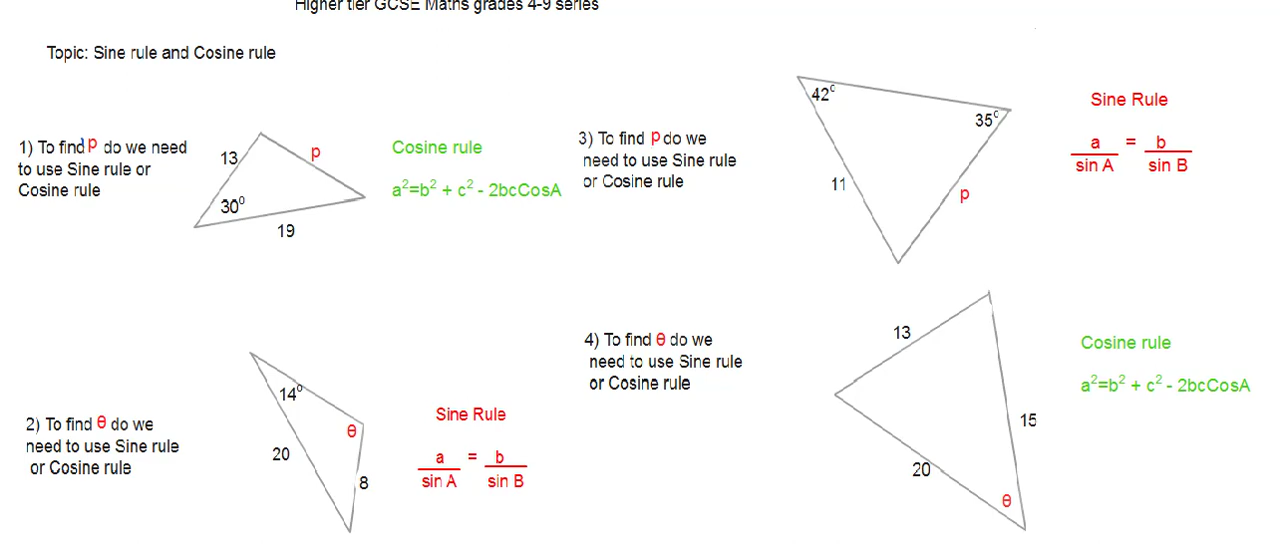 Higher tier GCSE Maths grades 4-9 series
Topic: Sine rule and Cosine rule
1) To find p do we need
to use Sine rule or
Cosine rule
13
p
30⁰
19
Cosine rule
a²=b² + c² - 2bcCosA
2) To find θ do we
need to use Sine rule
or Cosine rule
14⁰
θ
20
8
Sine Rule
a = b
sin A sin B
3) To find p do we
need to use Sine rule
or Cosine rule
42⁰
35⁰
11
p
Sine Rule
a = b
sin A sin B
4) To find θ do we
need to use Sine rule
or Cosine rule
13
15
20
θ
Cosine rule
a²=b² + c² - 2bcCosA